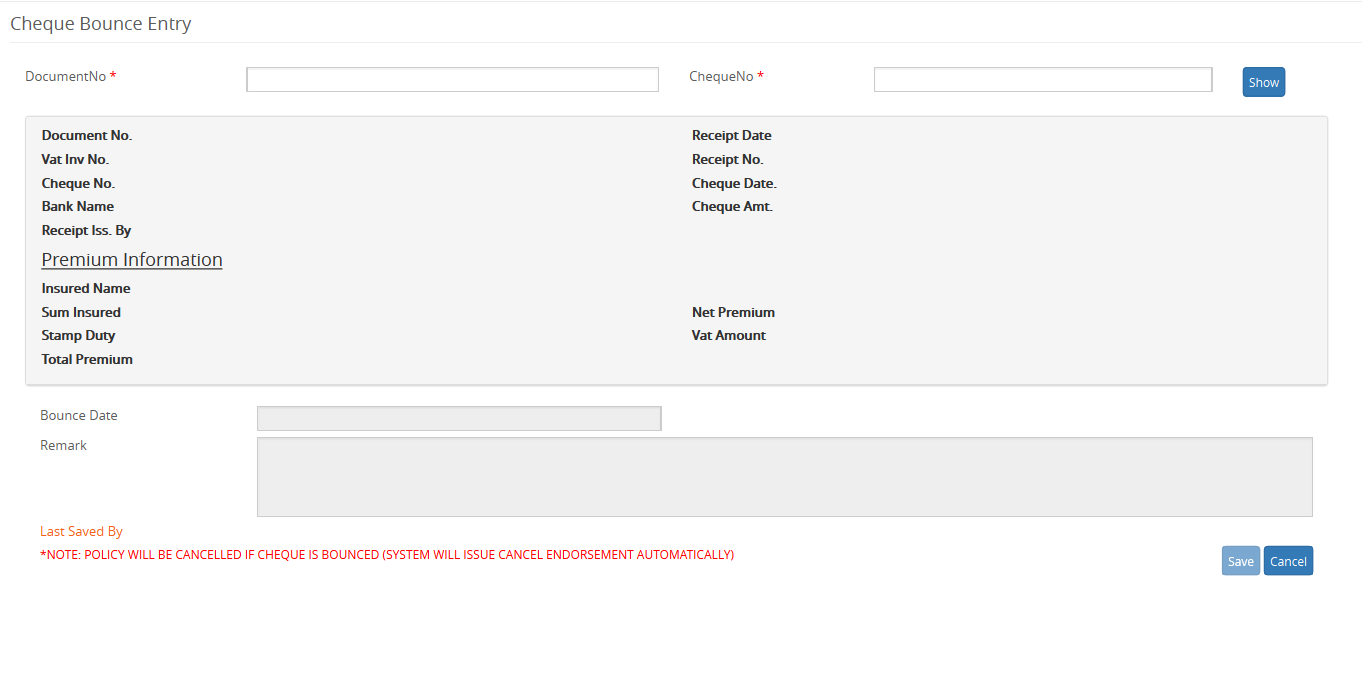 Cheque Bounce Entry
DocumentNo * ChequeNo * Show
Document No. Receipt Date
Vat Inv No. Receipt No.
Cheque No. Cheque Date.
Bank Name Cheque Amt.
Receipt Iss. By
Premium Information
Insured Name
Sum Insured Net Premium
Stamp Duty Vat Amount
Total Premium
Bounce Date
Remark
Last Saved By
*NOTE: POLICY WILL BE CANCELLED IF CHEQUE IS BOUNCED (SYSTEM WILL ISSUE CANCEL ENDORSEMENT AUTOMATICALLY)
Save Cancel